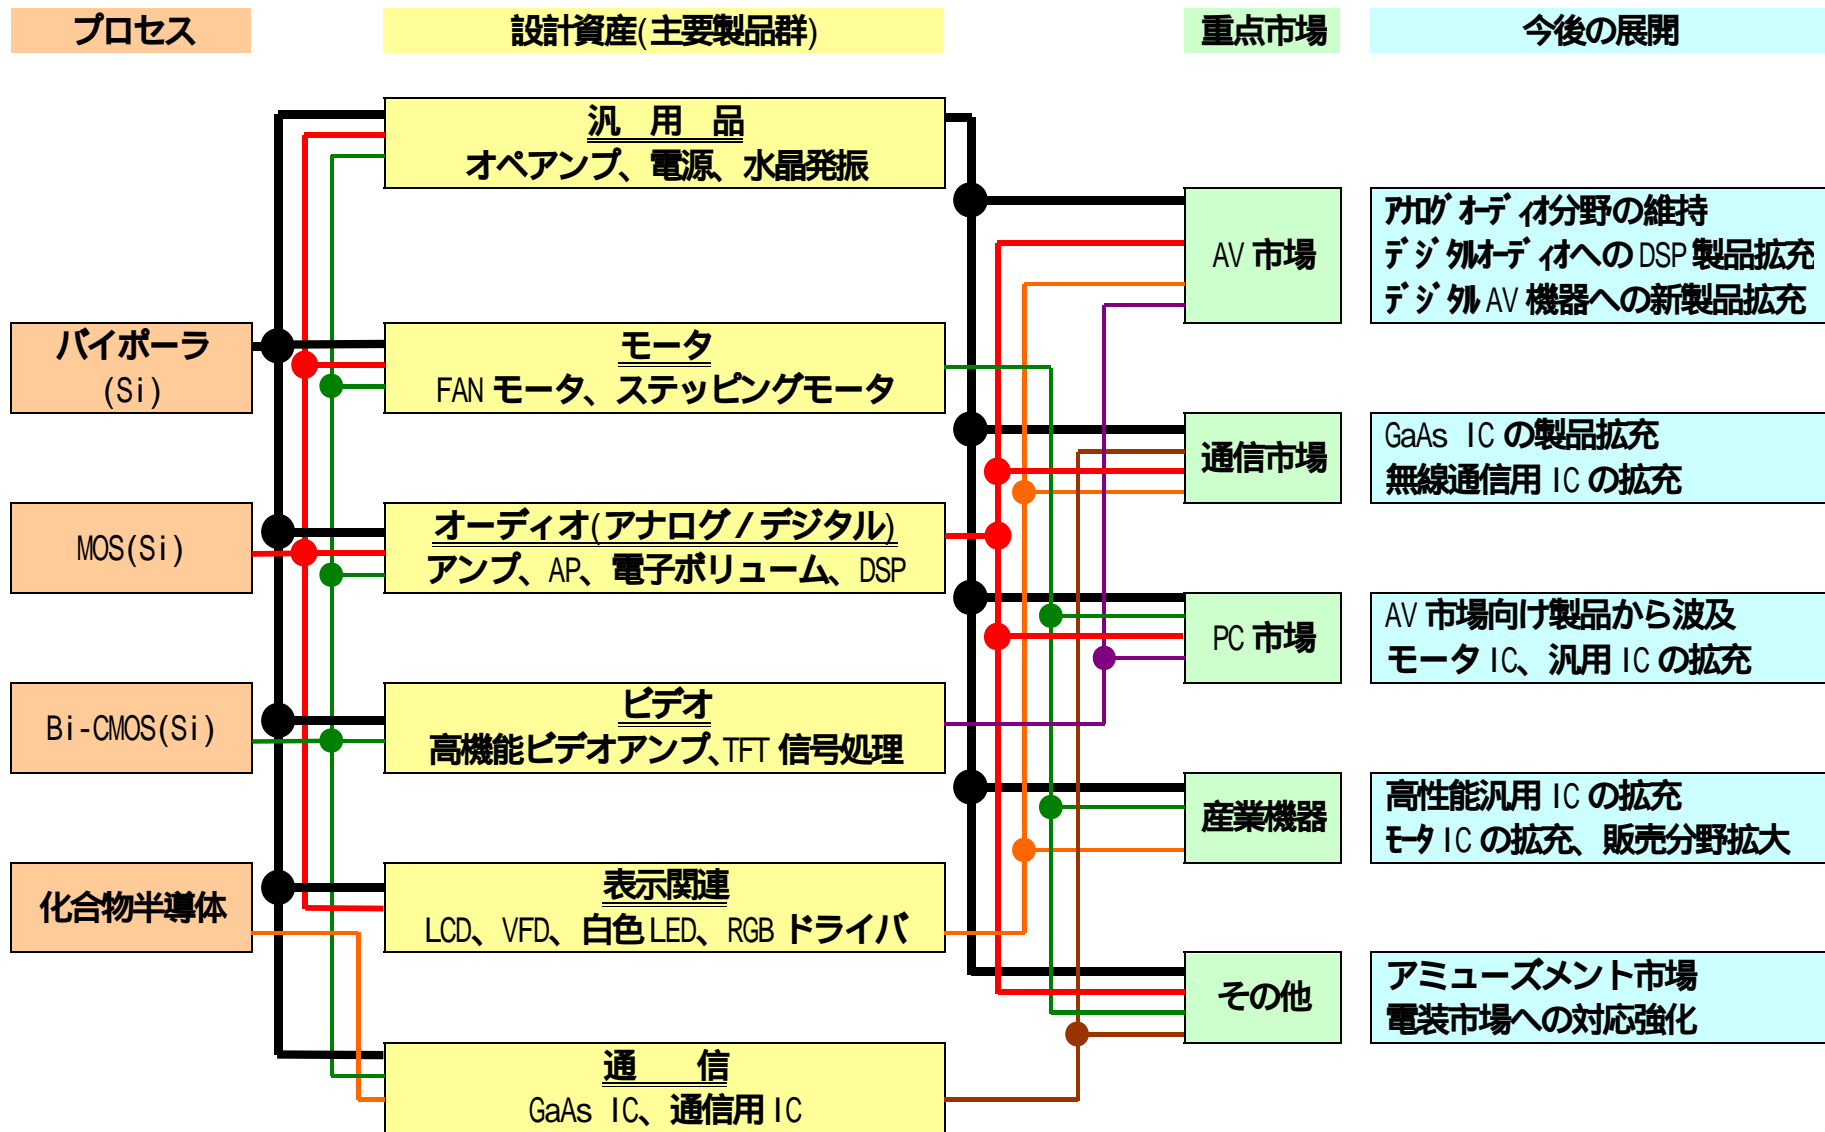 プロセス
設計資産(主要製品群)
重点市場
今後の展開
バイポーラ
(Si)
MOS(Si)
Bi-CMOS(Si)
化合物半導体
汎 用 品
オペアンプ、電源、水晶発振
モータ
FAN モータ、ステッピングモータ
オーディオ(アナログ/デジタル)
アンプ、AP、電子ボリューム、DSP
ビデオ
高機能ビデオアンプ、TFT 信号処理
表示関連
LCD、VFD、白色 LED、RGB ドライバ
通 信
GaAs IC、通信用 IC
AV 市場
通信市場
PC 市場
産業機器
その他
アナログオーディオ分野の維持
デジタルオーディオへの DSP 製品拡充
デジタル AV 機器への新製品拡充
GaAs IC の製品拡充
無線通信用 IC の拡充
AV 市場向け製品から波及
モータ IC、汎用 IC の拡充
高性能汎用 IC の拡充
モータ IC の拡充、販売分野拡大
アミューズメント市場
電装市場への対応強化